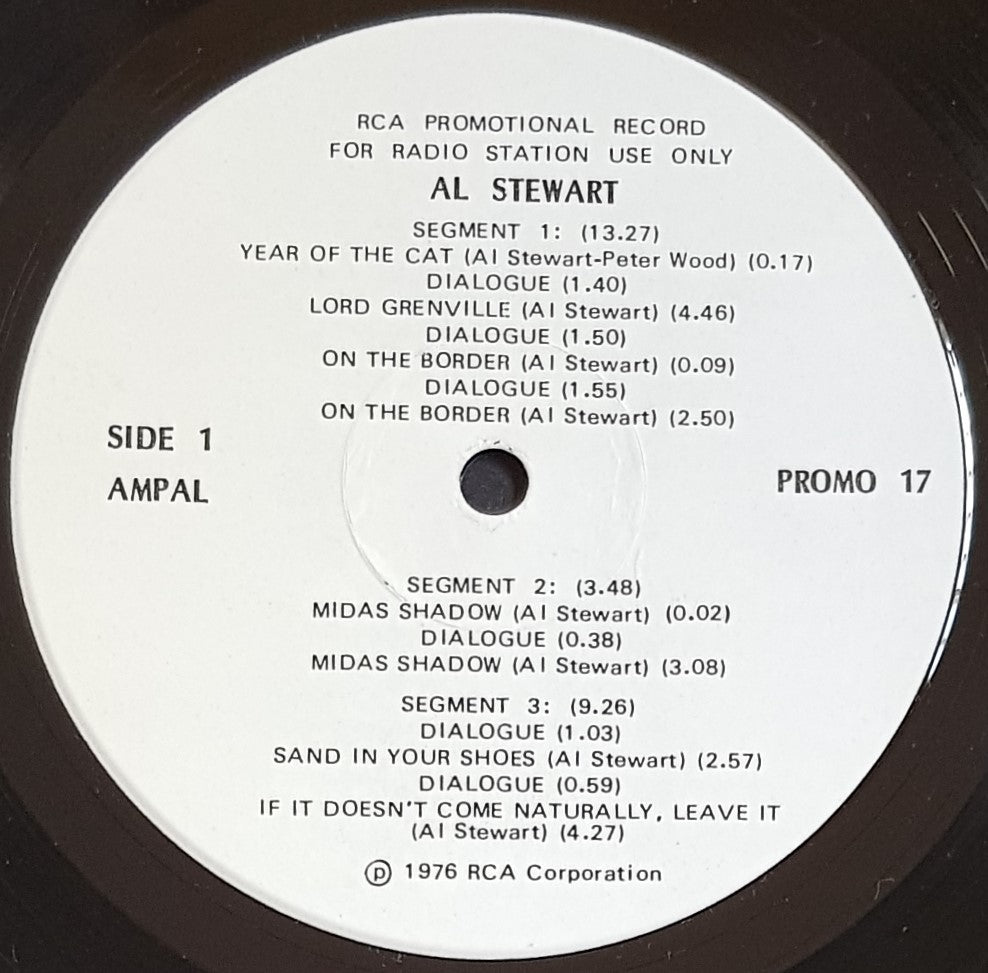 RCA PROMOTIONAL RECORD
FOR RADIO STATION USE ONLY
AL STEWART
SEGMENT 1: (13.27)
YEAR OF THE CAT (Al Stewart-Peter Wood) (0.17)
DIALOGUE (1.40)
LORD GRENVILLE (Al Stewart) (4.46)
DIALOGUE (1.50)
ON THE BORDER (Al Stewart) (0.09)
DIALOGUE (1.55)
ON THE BORDER (Al Stewart) (2.50)
SIDE 1
AMPAL
PROMO 17
SEGMENT 2: (3.48)
MIDAS SHADOW (Al Stewart) (0.02)
DIALOGUE (0.38)
MIDAS SHADOW (Al Stewart) (3.08)
SEGMENT 3: (9.26)
DIALOGUE (1.03)
SAND IN YOUR SHOES (Al Stewart) (2.57)
DIALOGUE (0.59)
IF IT DOESN'T COME NATURALLY, LEAVE IT
(Al Stewart) (4.27)
Ⓟ 1976 RCA Corporation